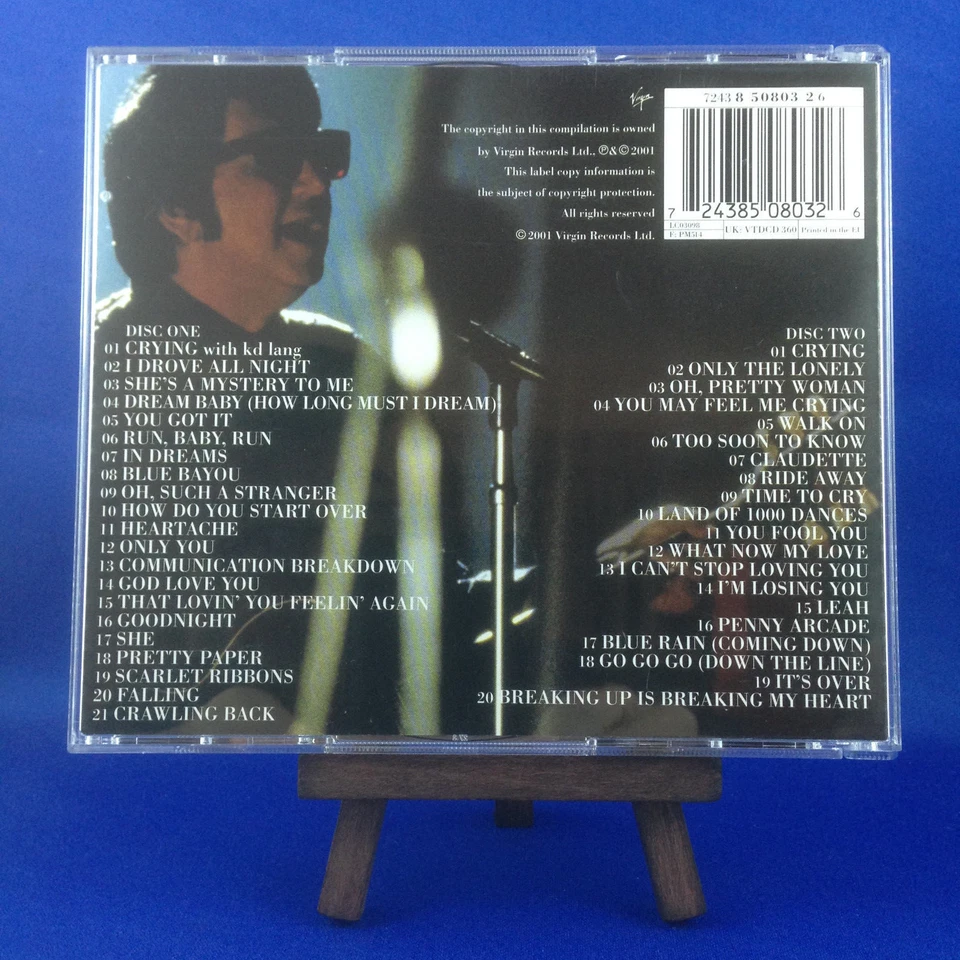 Virgin
The copyright in this compilation is owned
by Virgin Records Ltd., ℗&© 2001
This label copy information is
the subject of copyright protection.
All rights reserved
© 2001 Virgin Records Ltd.
7243 8 50803 2 6
7 24385 08032 6
LC03098
F: PM514
UK: VTDCD 360
Printed in the EU
DISC ONE
01 CRYING with kd lang
02 I DROVE ALL NIGHT
03 SHE'S A MYSTERY TO ME
04 DREAM BABY (HOW LONG MUST I DREAM)
05 YOU GOT IT
06 RUN, BABY, RUN
07 IN DREAMS
08 BLUE BAYOU
09 OH, SUCH A STRANGER
10 HOW DO YOU START OVER
11 HEARTACHE
12 ONLY YOU
13 COMMUNICATION BREAKDOWN
14 GOD LOVE YOU
15 THAT LOVIN' YOU FEELIN' AGAIN
16 GOODNIGHT
17 SHE
18 PRETTY PAPER
19 SCARLET RIBBONS
20 FALLING
21 CRAWLING BACK
DISC TWO
01 CRYING
02 ONLY THE LONELY
03 OH, PRETTY WOMAN
04 YOU MAY FEEL ME CRYING
05 WALK ON
06 TOO SOON TO KNOW
07 CLAUDETTE
08 RIDE AWAY
09 TIME TO CRY
10 LAND OF 1000 DANCES
11 YOU FOOL YOU
12 WHAT NOW MY LOVE
13 I CAN'T STOP LOVING YOU
14 I'M LOSING YOU
15 LEAH
16 PENNY ARCADE
17 BLUE RAIN (COMING DOWN)
18 GO GO GO (DOWN THE LINE)
19 IT'S OVER
20 BREAKING UP IS BREAKING MY HEART